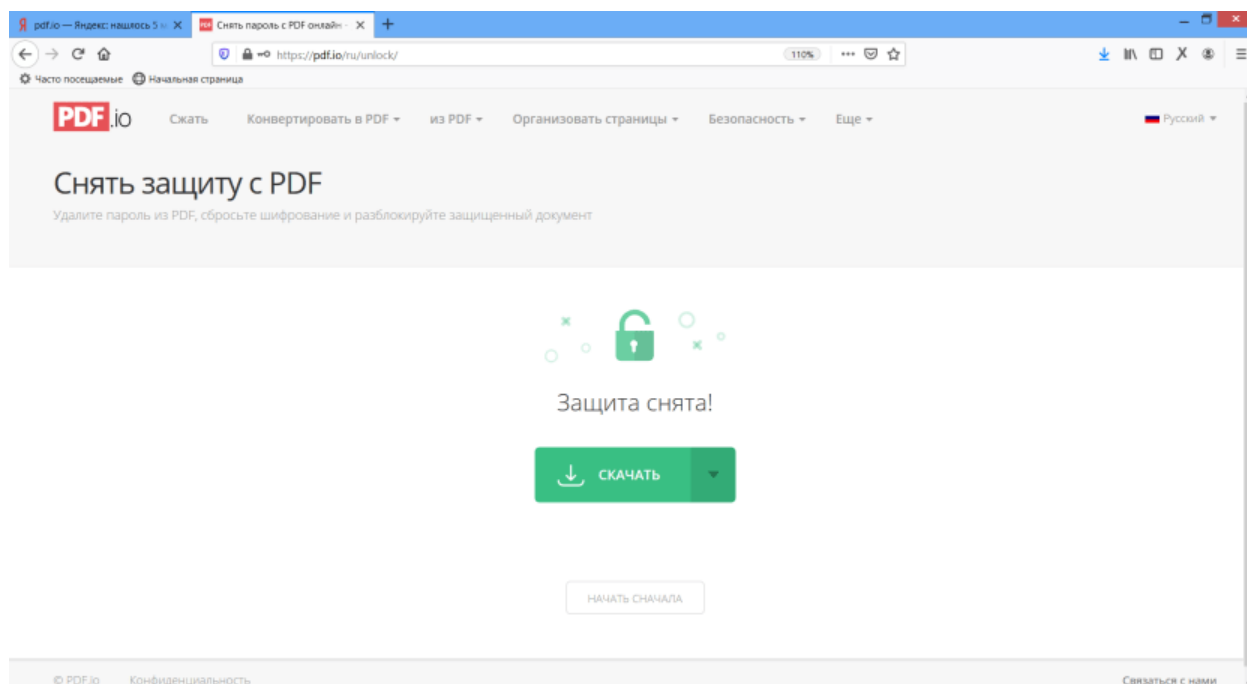 pdf.io — Яндекс: нашлось 5
Снять пароль с PDF онлайн -
https://pdf.io/ru/unlock/
110%
Часто посещаемые Начальная страница
PDF.io Сжать Конвертировать в PDF из PDF Организовать страницы Безопасность Еще Русский
Снять защиту с PDF
Удалите пароль из PDF, сбросьте шифрование и разблокируйте защищенный документ
Защита снята!
СКАЧАТЬ
НАЧАТЬ СНАЧАЛА
© PDF.io Конфиденциальность Связаться с нами